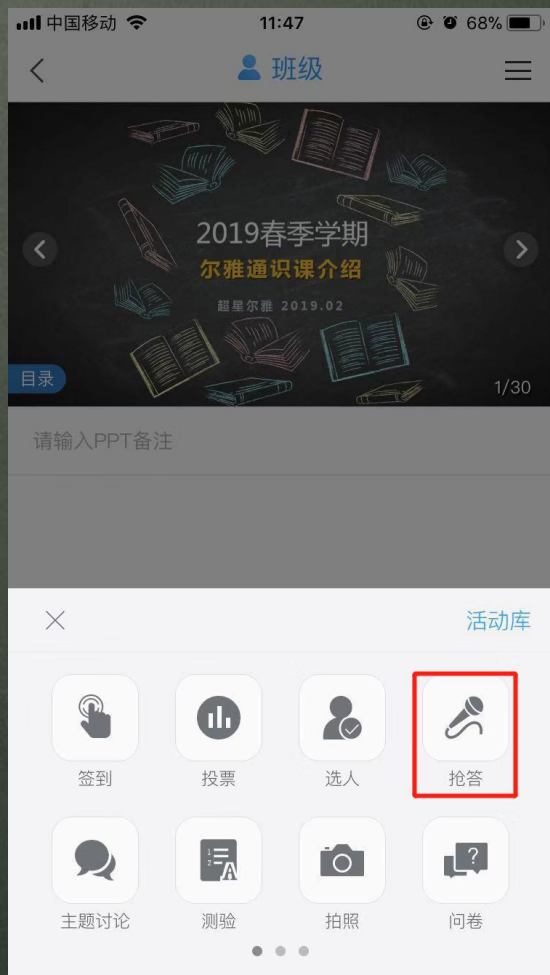 中国移动 11:47 68%
班级
2019春季学期
尔雅通识课介绍
超星尔雅 2019.02
目录
1/30
请输入PPT备注
活动库
签到 投票 选人 抢答
主题讨论 测验 拍照 问卷